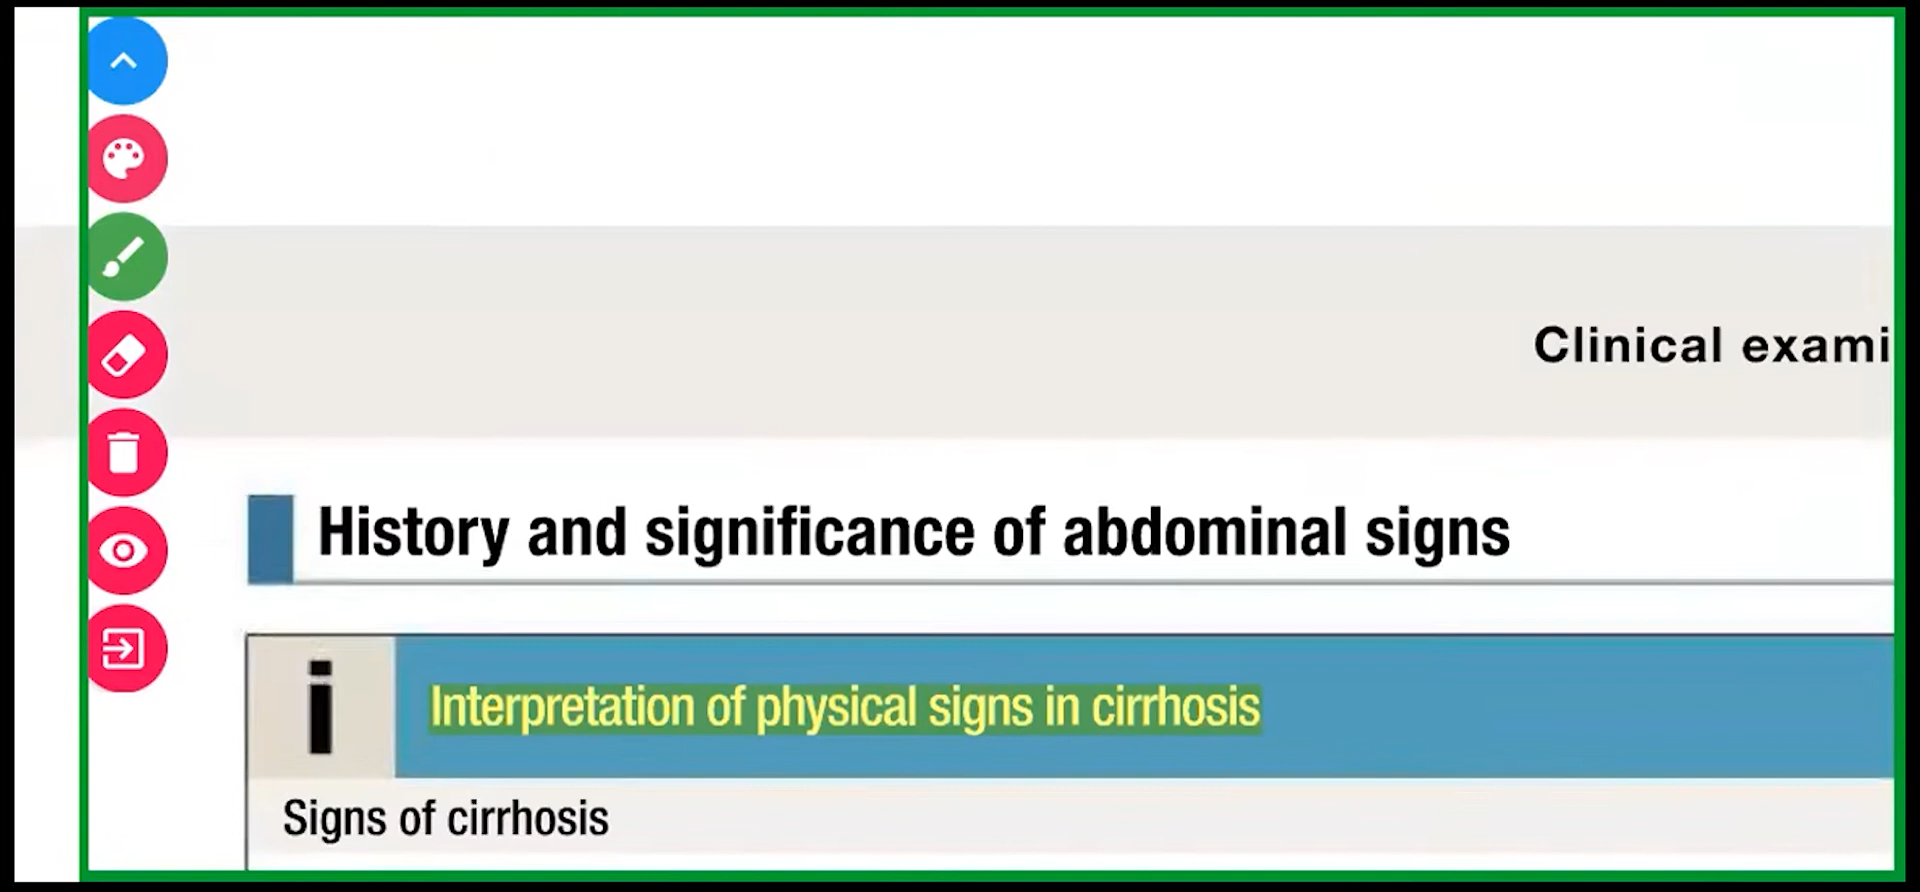 Clinical exami
History and significance of abdominal signs
i
Interpretation of physical signs in cirrhosis
Signs of cirrhosis